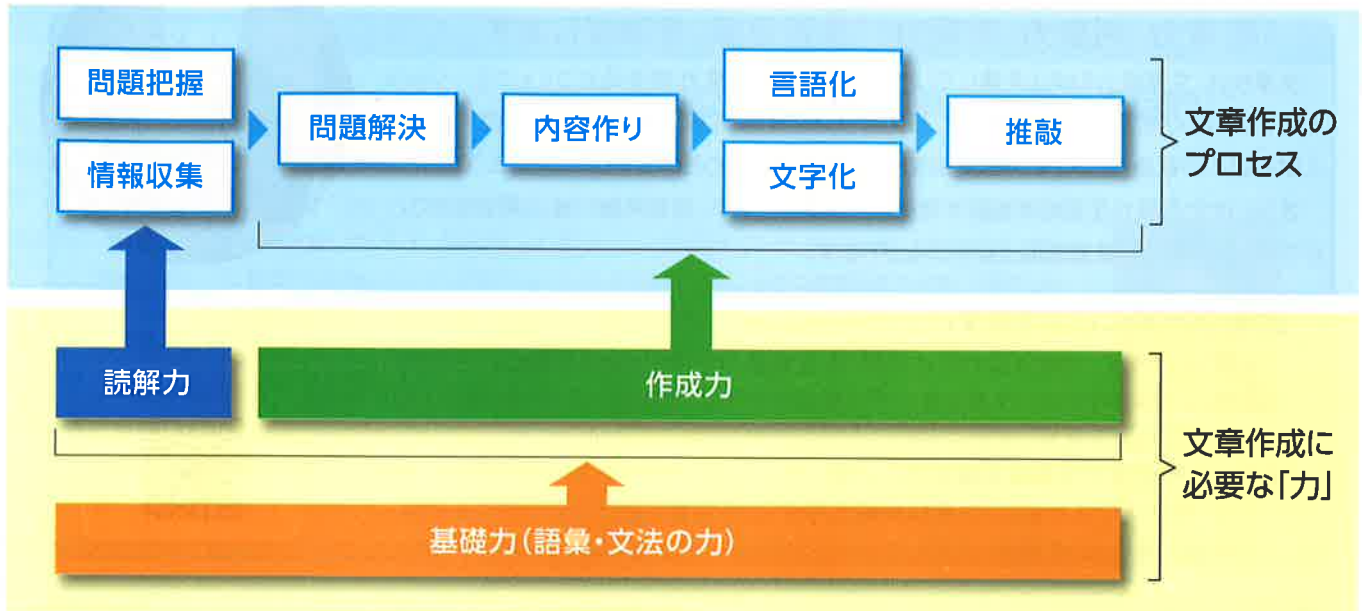 問題把握
情報収集
問題解決
内容作り
言語化
文字化
推敲
文章作成の
プロセス
読解力
作成力
文章作成に
必要な「力」
基礎力（語彙・文法の力）